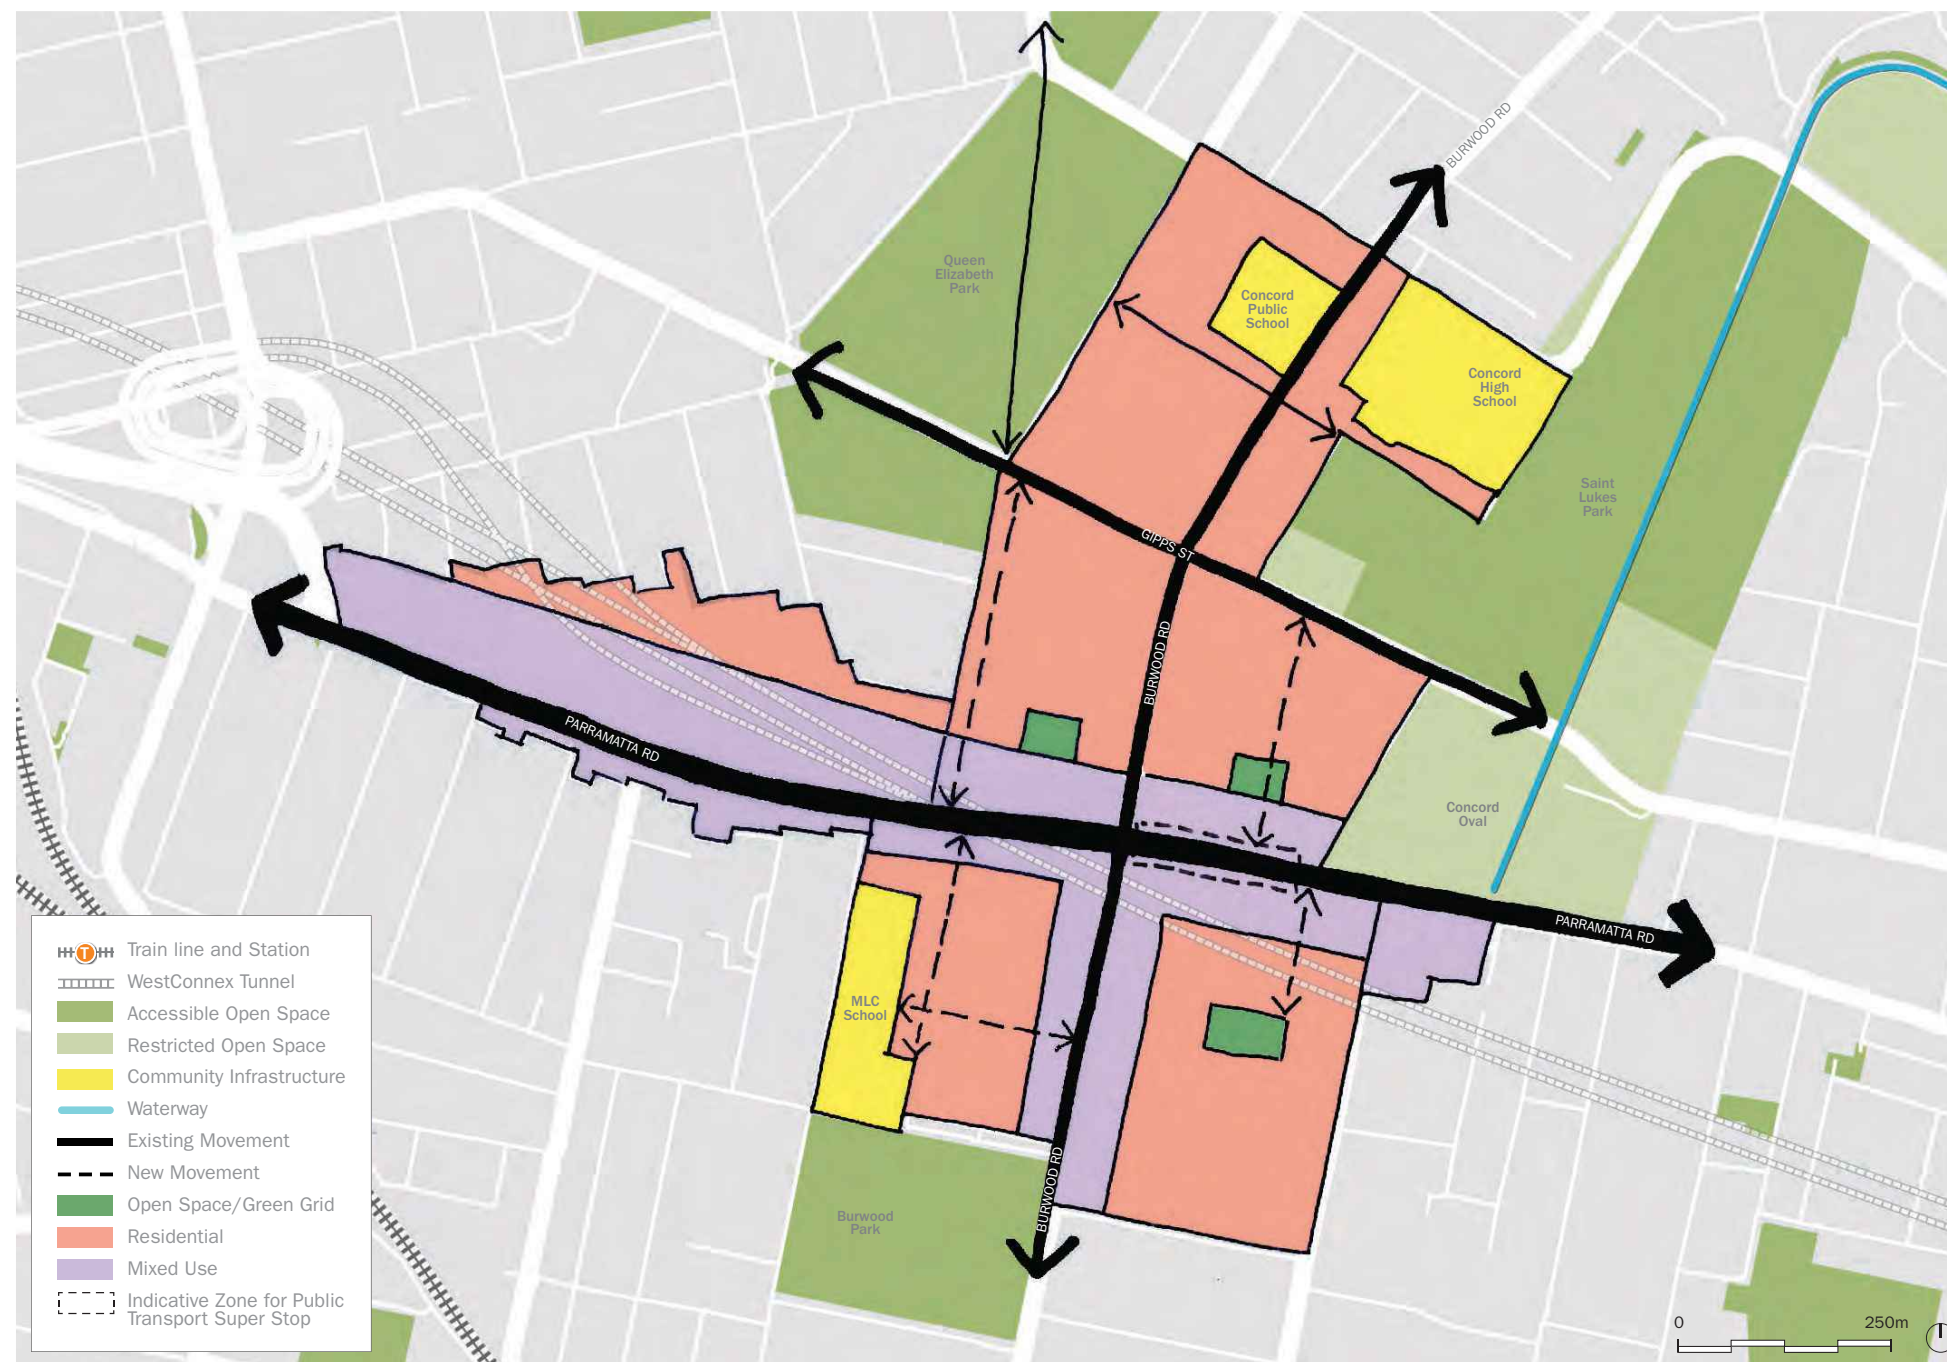 BURWOOD RD
Queen
Elizabeth
Park
Concord
Public
School
Concord
High
School
Saint
Lukes
Park
GIPPS ST
BURWOOD RD
PARRAMATTA RD
Concord
Oval
PARRAMATTA RD
MLC
School
BURWOOD RD
Burwood
Park
T
Train line and Station
WestConnex Tunnel
Accessible Open Space
Restricted Open Space
Community Infrastructure
Waterway
Existing Movement
New Movement
Open Space/Green Grid
Residential
Mixed Use
Indicative Zone for Public
Transport Super Stop
0 250m